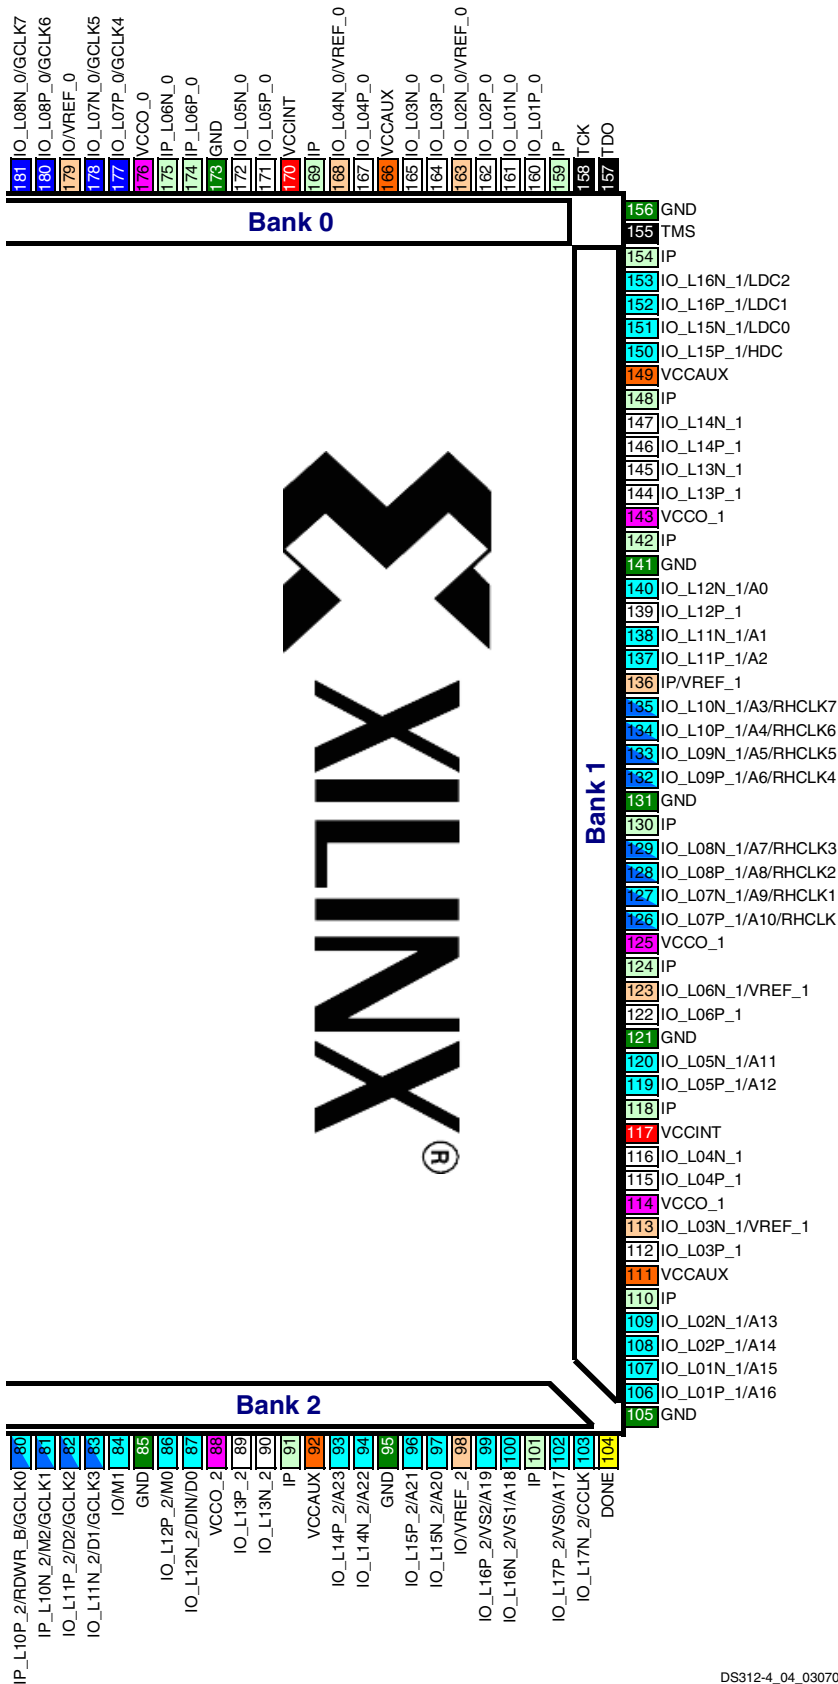 181 IO_L08N_0/GCLK7
180 IO_L08P_0/GCLK6
179 IO/VREF_0
178 IO_L07N_0/GCLK5
177 IO_L07P_0/GCLK4
176 VCCO_0
175 IP_L06N_0
174 IP_L06P_0
173 GND
172 IO_L05N_0
171 IO_L05P_0
170 VCCINT
169 IP
168 IO_L04N_0/VREF_0
167 IO_L04P_0
166 VCCAUX
165 IO_L03N_0
164 IO_L03P_0
163 IO_L02N_0/VREF_0
162 IO_L02P_0
161 IO_L01N_0
160 IO_L01P_0
159 IP
158 TCK
157 TDO
Bank 0
156 GND
155 TMS
154 IP
153 IO_L16N_1/LDC2
152 IO_L16P_1/LDC1
151 IO_L15N_1/LDC0
150 IO_L15P_1/HDC
149 VCCAUX
148 IP
147 IO_L14N_1
146 IO_L14P_1
145 IO_L13N_1
144 IO_L13P_1
143 VCCO_1
142 IP
141 GND
140 IO_L12N_1/A0
139 IO_L12P_1
138 IO_L11N_1/A1
137 IO_L11P_1/A2
136 IP/VREF_1
135 IO_L10N_1/A3/RHCLK7
134 IO_L10P_1/A4/RHCLK6
133 IO_L09N_1/A5/RHCLK5
132 IO_L09P_1/A6/RHCLK4
131 GND
130 IP
129 IO_L08N_1/A7/RHCLK3
128 IO_L08P_1/A8/RHCLK2
127 IO_L07N_1/A9/RHCLK1
126 IO_L07P_1/A10/RHCLK
125 VCCO_1
124 IP
123 IO_L06N_1/VREF_1
122 IO_L06P_1
121 GND
120 IO_L05N_1/A11
119 IO_L05P_1/A12
118 IP
117 VCCINT
116 IO_L04N_1
115 IO_L04P_1
114 VCCO_1
113 IO_L03N_1/VREF_1
112 IO_L03P_1
111 VCCAUX
110 IP
109 IO_L02N_1/A13
108 IO_L02P_1/A14
107 IO_L01N_1/A15
106 IO_L01P_1/A16
105 GND
Bank 1
XILINX
®
Bank 2
80 IP_L10P_2/RDWR_B/GCLK0
81 IP_L10N_2/M2/GCLK1
82 IO_L11P_2/D2/GCLK2
83 IO_L11N_2/D1/GCLK3
84 IO/M1
85 GND
86 IO_L12P_2/M0
87 IO_L12N_2/DIN/D0
88 VCCO_2
89 IO_L13P_2
90 IO_L13N_2
91 IP
92 VCCAUX
93 IO_L14P_2/A23
94 IO_L14N_2/A22
95 GND
96 IO_L15P_2/A21
97 IO_L15N_2/A20
98 IO/VREF_2
99 IO_L16P_2/VS2/A19
100 IO_L16N_2/VS1/A18
101 IP
102 IO_L17P_2/VS0/A17
103 IO_L17N_2/CCLK
104 DONE
DS312-4_04_03070